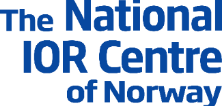 The National
IOR Centre
of Norway